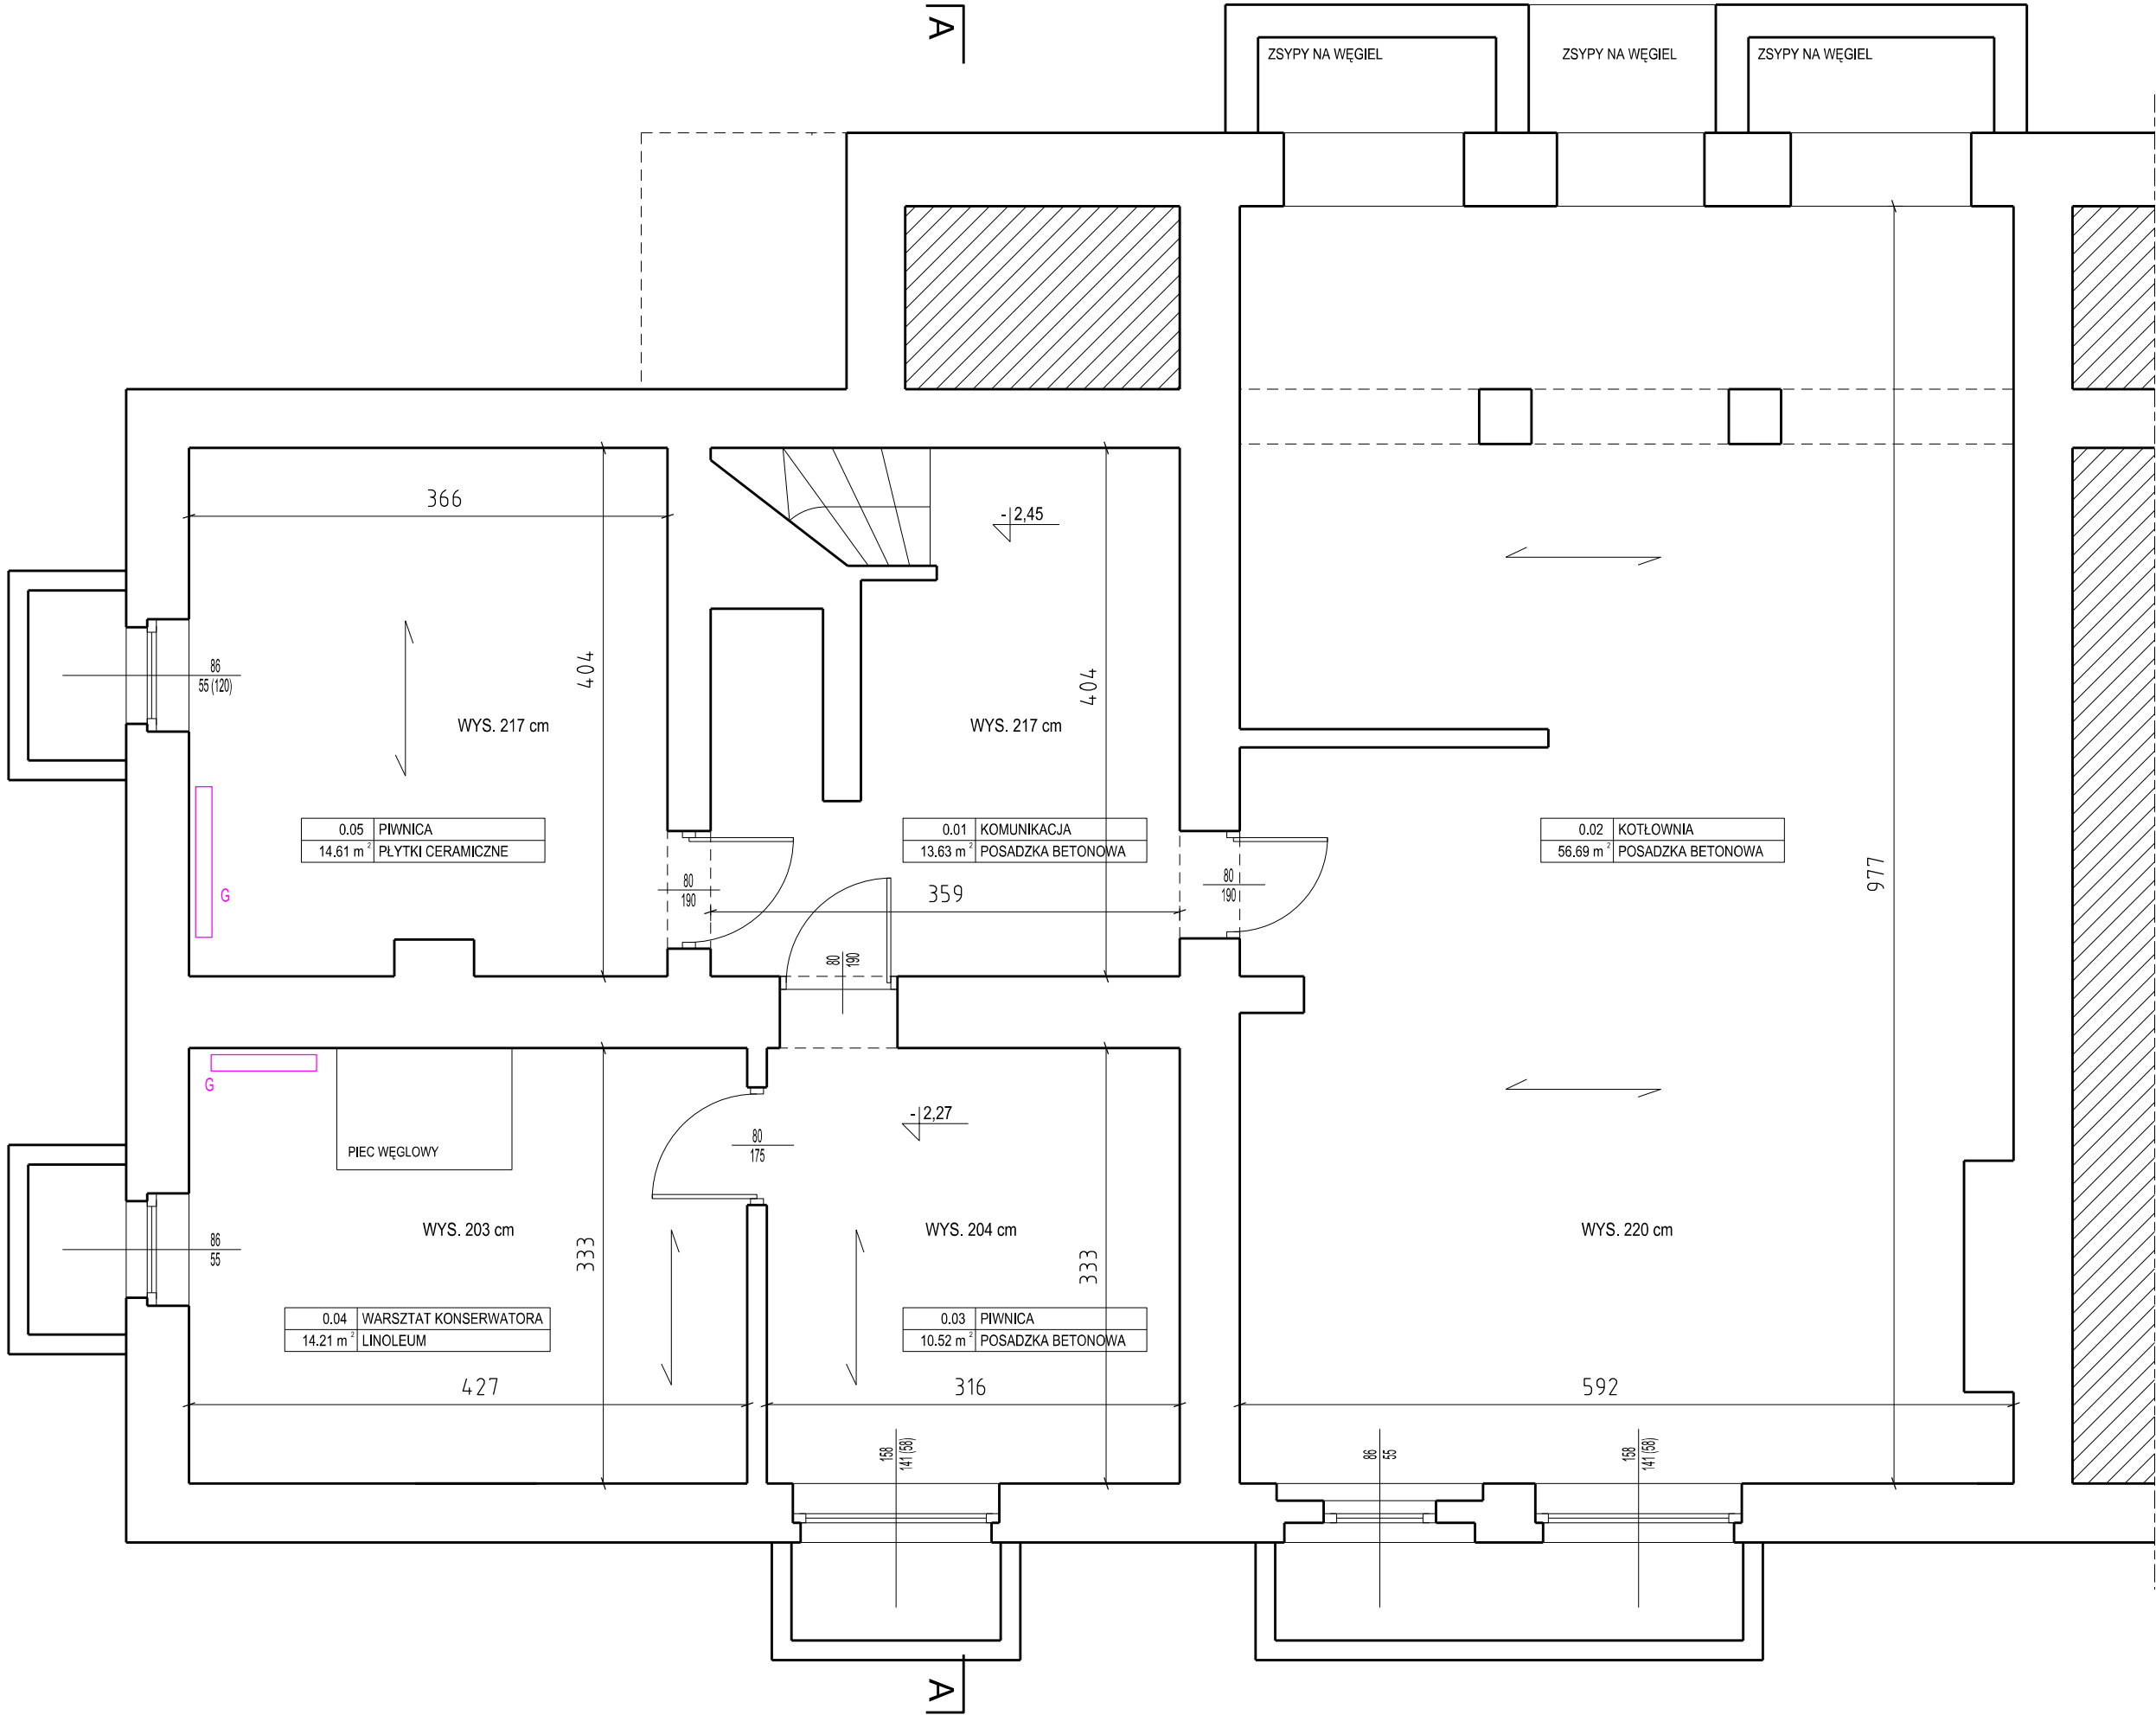 A
ZSYPY NA WĘGIEL
ZSYPY NA WĘGIEL
ZSYPY NA WĘGIEL
366
- 2,45
404
404
86
55 (120)
WYS. 217 cm
WYS. 217 cm
0.05 PIWNICA
14.61 m² PŁYTKI CERAMICZNE
0.01 KOMUNIKACJA
13.63 m² POSADZKA BETONOWA
0.02 KOTŁOWNIA
56.69 m² POSADZKA BETONOWA
977
G
80
190
359
80
190
80
190
G
PIEC WĘGLOWY
- 2,27
80
175
86
55
WYS. 203 cm
333
WYS. 204 cm
333
WYS. 220 cm
0.04 WARSZTAT KONSERWATORA
14.21 m² LINOLEUM
0.03 PIWNICA
10.52 m² POSADZKA BETONOWA
427
316
592
158
141 (58)
86
55
158
141 (58)
A